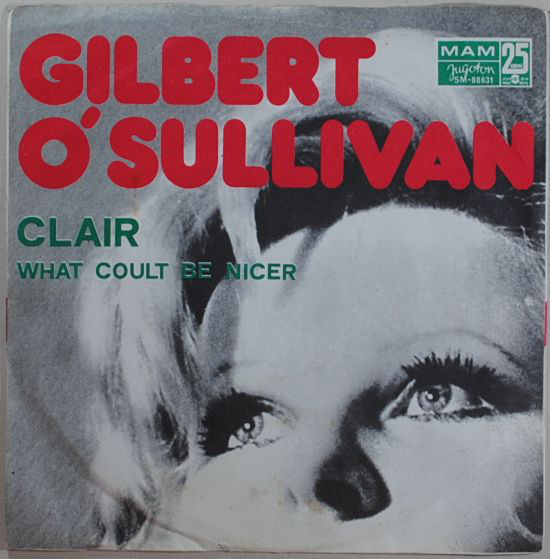 GILBERT
O'SULLIVAN
MAM
Jugoton
SM-88631
25
CLAIR
WHAT COULT BE NICER